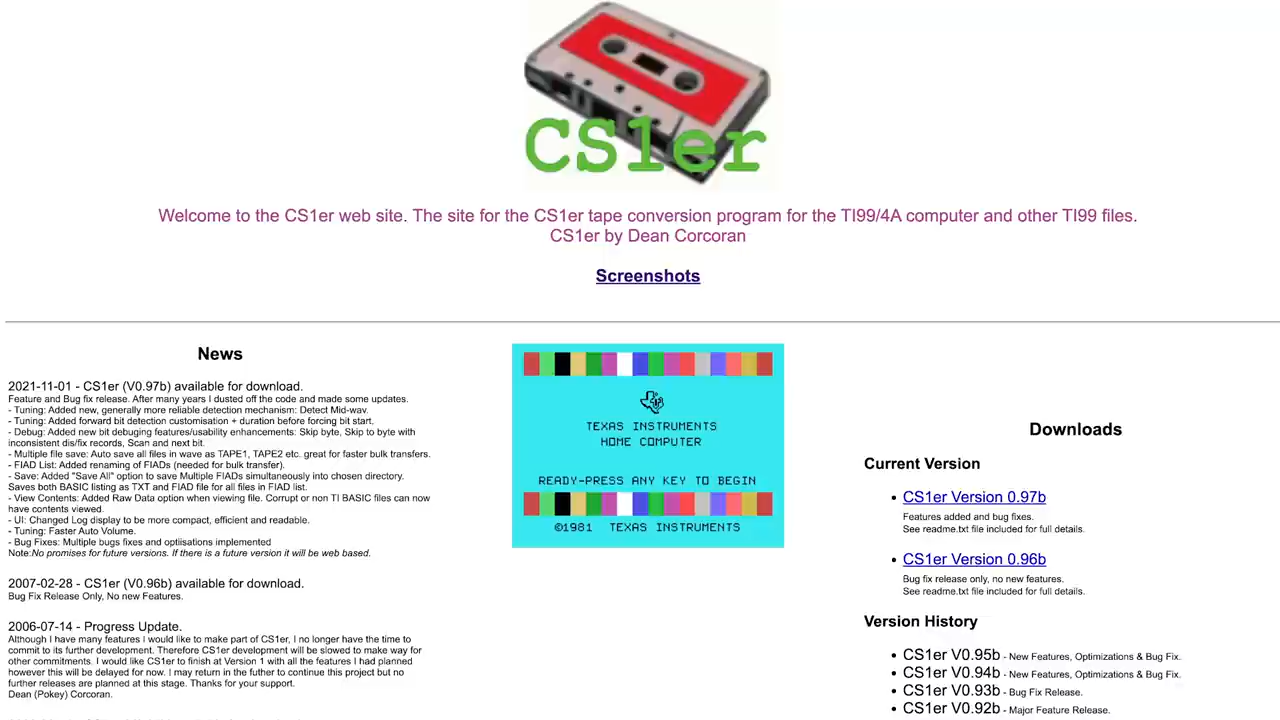 CS1er
Welcome to the CS1er web site. The site for the CS1er tape conversion program for the TI99/4A computer and other TI99 files.
CS1er by Dean Corcoran
Screenshots
News
2021-11-01 - CS1er (V0.97b) available for download.
Feature and Bug fix release. After many years I dusted off the code and made some updates.
- Tuning: Added new, generally more reliable detection mechanism: Detect Mid-wav.
- Tuning: Added forward bit detection customisation + duration before forcing bit start.
- Debug: Added new bit debuging features/usability enhancements: Skip byte, Skip to byte with
inconsistent dis/fix records, Scan and next bit.
- Multiple file save: Auto save all files in wave as TAPE1, TAPE2 etc. great for faster bulk transfers.
- FIAD List: Added renaming of FIADs (needed for bulk transfer).
- Save: Added "Save All" option to save Multiple FIADs simultaneously into chosen directory.
Saves both BASIC listing as TXT and FIAD file for all files in FIAD list.
- View Contents: Added Raw Data option when viewing file. Corrupt or non TI BASIC files can now
have contents viewed.
- UI: Changed Log display to be more compact, efficient and readable.
- Tuning: Faster Auto Volume.
- Bug Fixes: Multiple bugs fixes and optiisations implemented
Note:No promises for future versions. If there is a future version it will be web based.
2007-02-28 - CS1er (V0.96b) available for download.
Bug Fix Release Only, No new Features.
2006-07-14 - Progress Update.
Although I have many features I would like to make part of CS1er, I no longer have the time to
commit to its further development. Therefore CS1er development will be slowed to make way for
other commitments. I would like CS1er to finish at Version 1 with all the features I had planned
however this will be delayed for now. I may return in the futher to continue this project but no
further releases are planned at this stage. Thanks for your support.
Dean (Pokey) Corcoran.
TEXAS INSTRUMENTS
HOME COMPUTER
READY-PRESS ANY KEY TO BEGIN
©1981 TEXAS INSTRUMENTS
Downloads
Current Version
• CS1er Version 0.97b
Features added and bug fixes.
See readme.txt file included for full details.
• CS1er Version 0.96b
Bug fix release only, no new features.
See readme.txt file included for full details.
Version History
• CS1er V0.95b - New Features, Optimizations & Bug Fix.
• CS1er V0.94b - New Features, Optimizations & Bug Fix.
• CS1er V0.93b - Bug Fix Release.
• CS1er V0.92b - Major Feature Release.